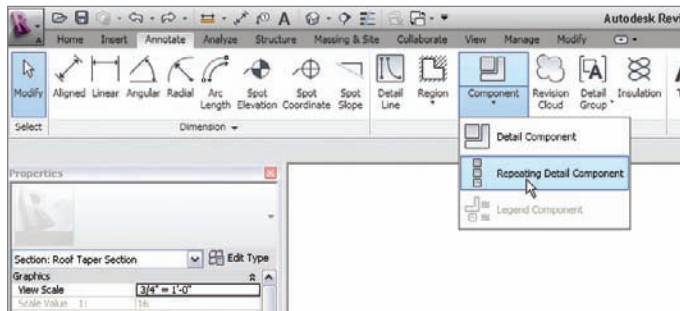 Autodesk Revi
Home Insert Annotate Analyze Structure Massing & Site Collaborate View Manage Modify
Modify Aligned Linear Angular Radial Arc Length Spot Elevation Spot Coordinate Spot Slope Detail Line Region Component Revision Cloud Detail Group Insulation
Select Dimension
Detail Component
Repeating Detail Component
Legend Component
Properties
Section: Roof Taper Section Edit Type
Graphics
View Scale 3/4" = 1'-0"
Scale Value 1: 16